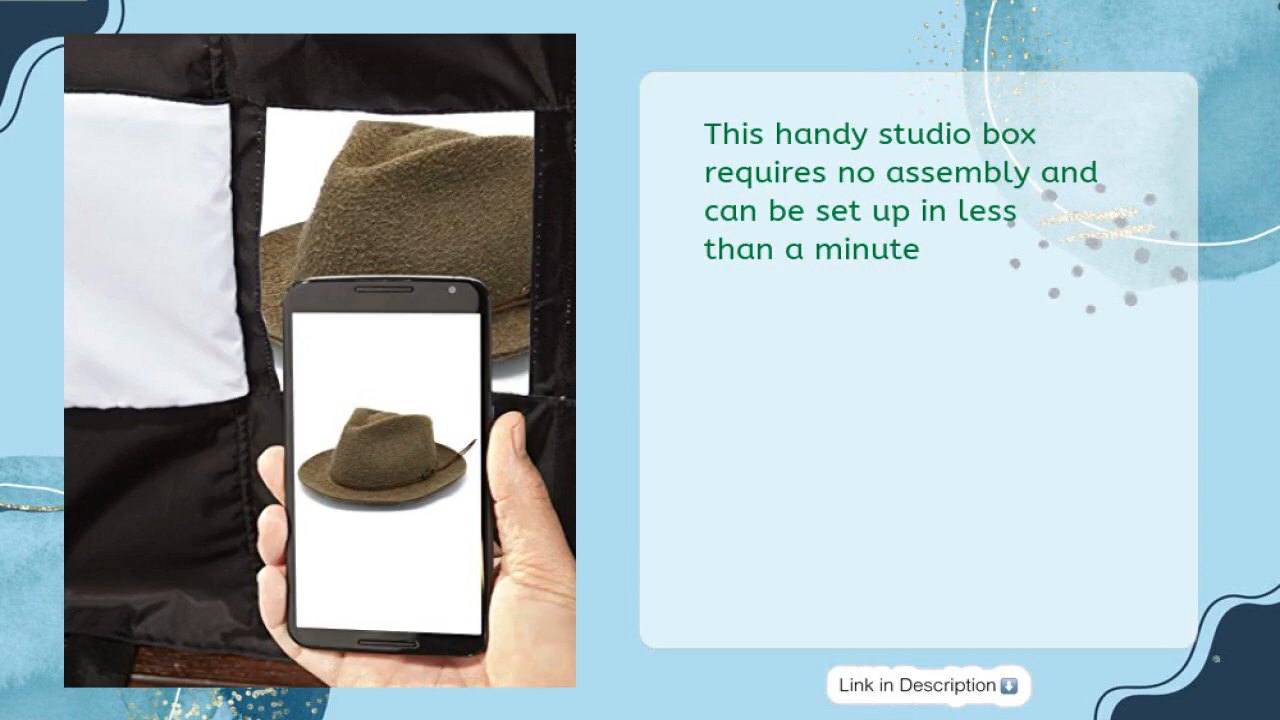 This handy studio box
requires no assembly and
can be set up in less
than a minute
Link in Description⬇️